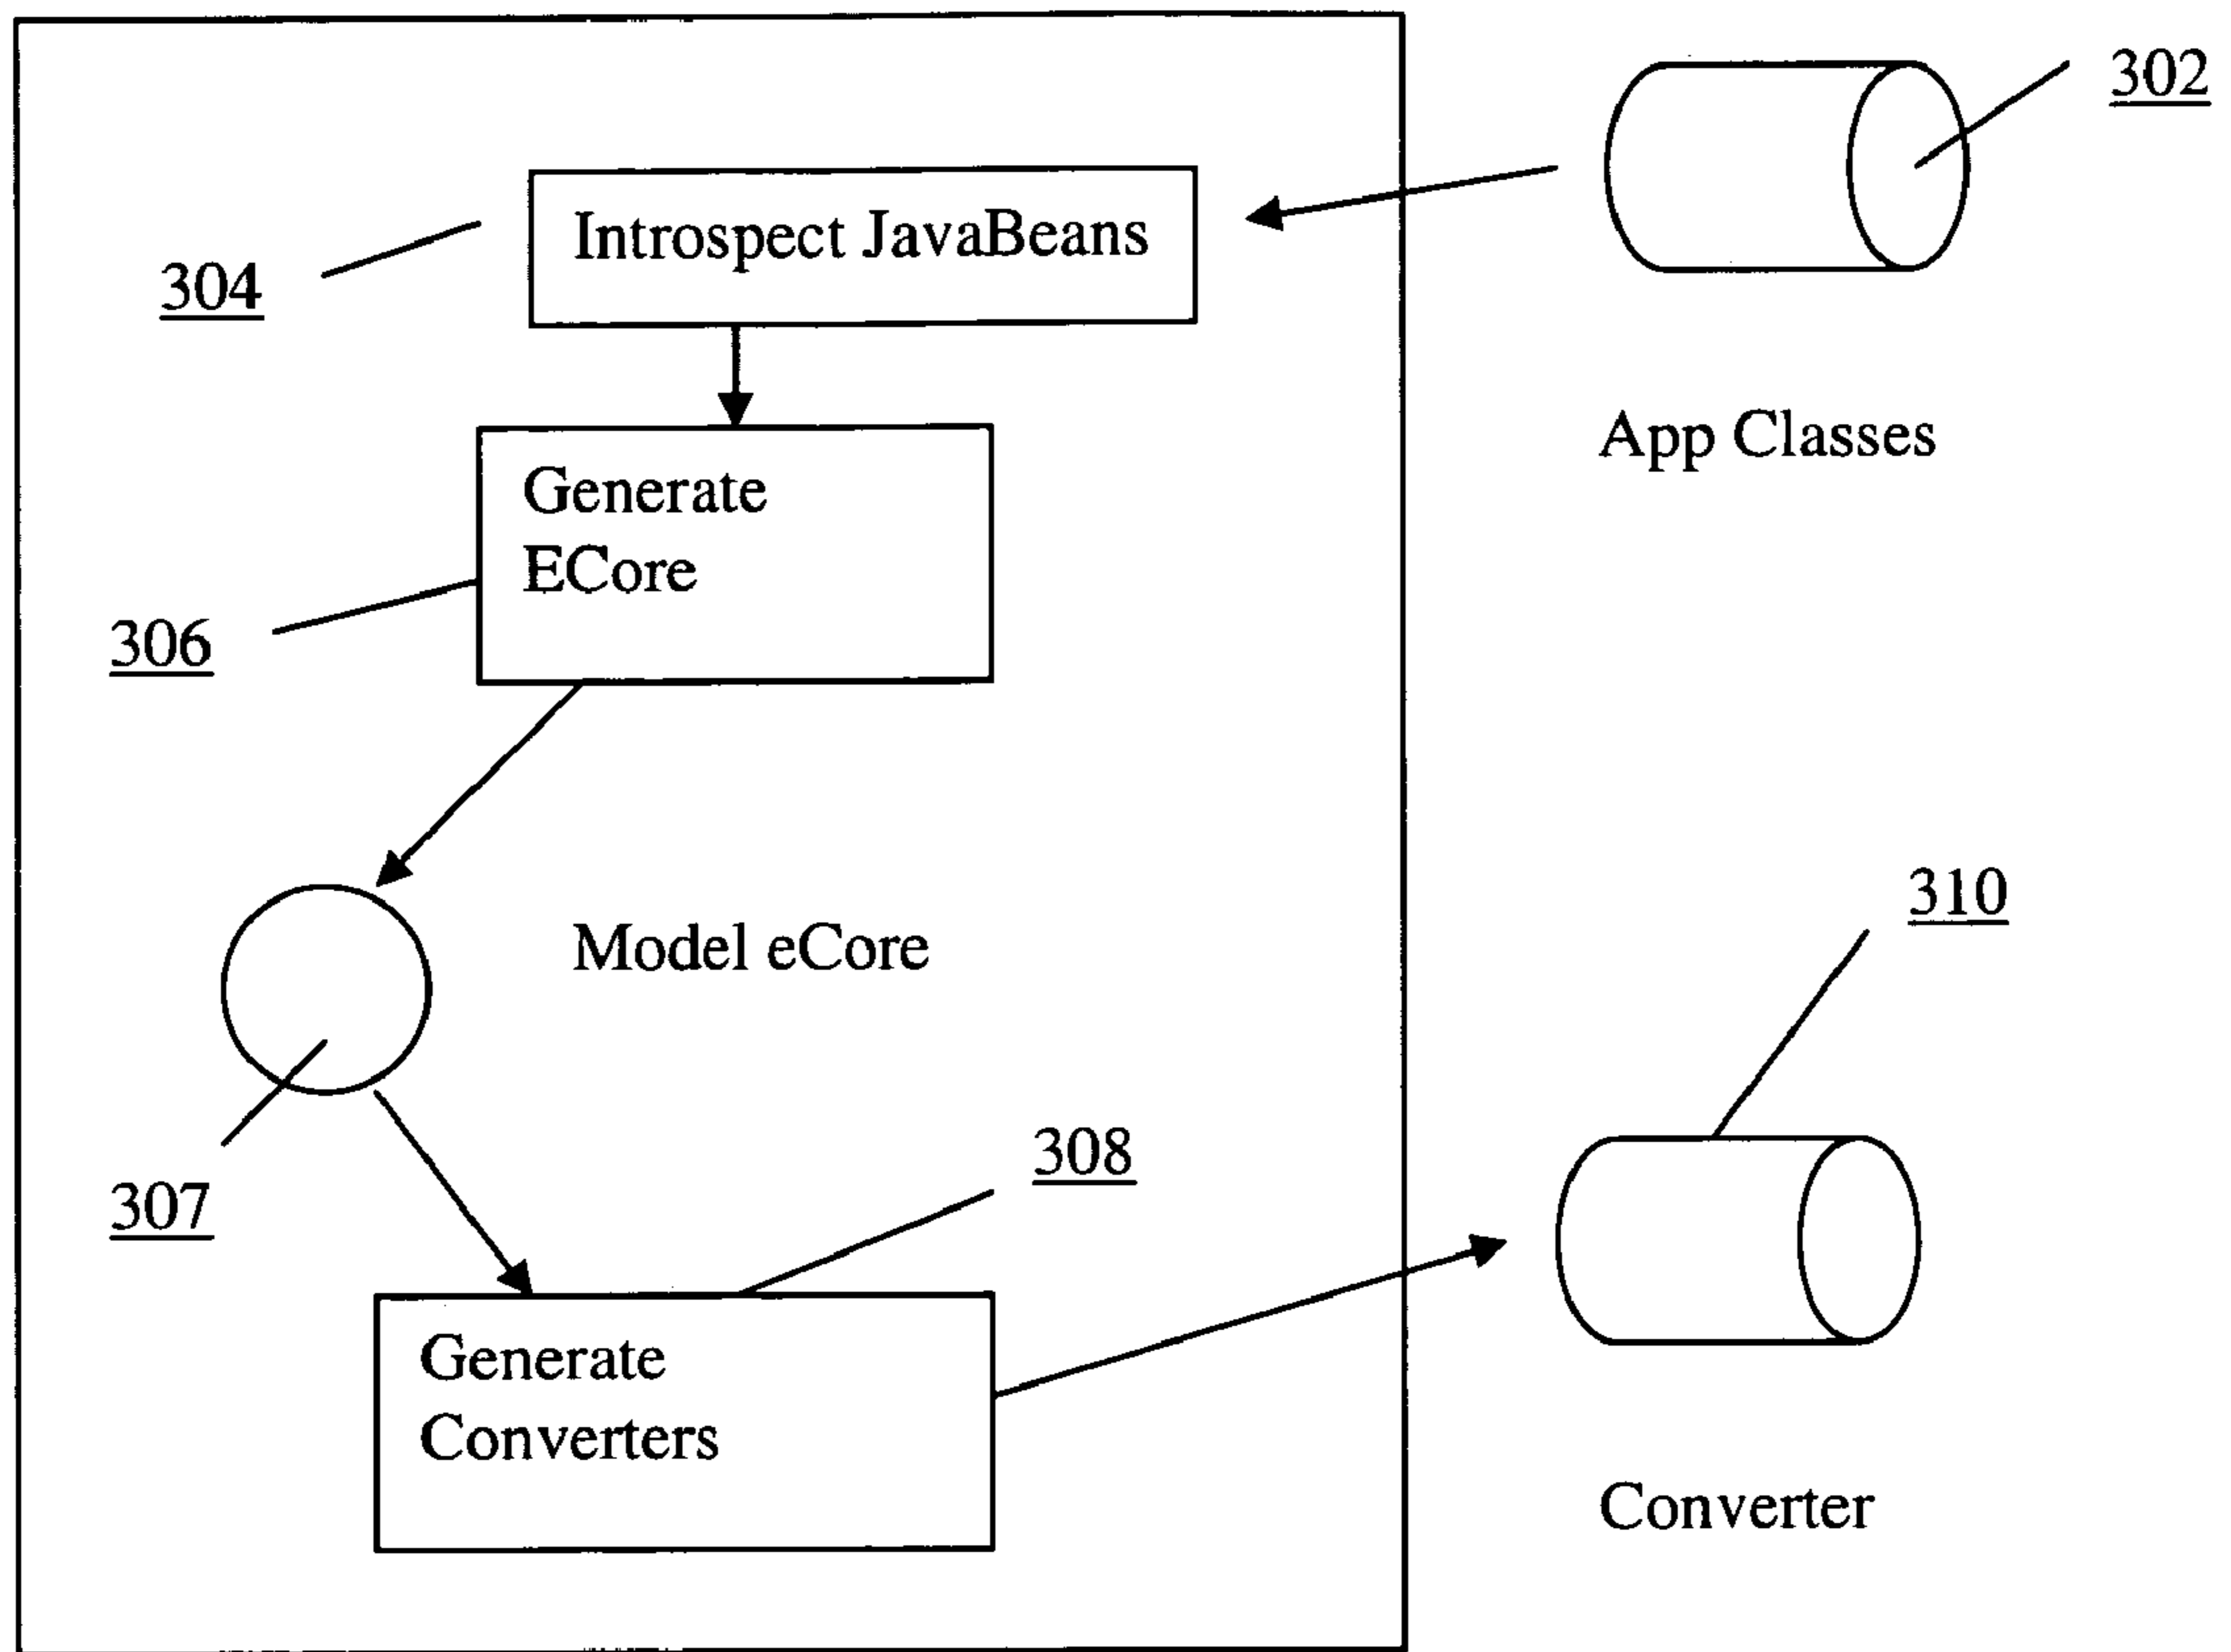 302
Introspect JavaBeans
304
App Classes
Generate
ECore
306
310
Model eCore
308
307
Generate
Converters
Converter